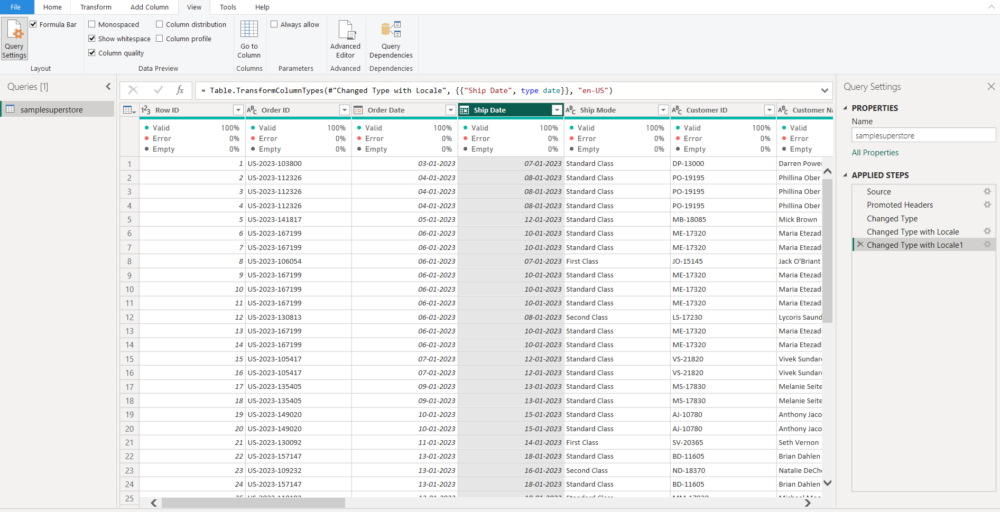 File Home Transform Add Column View Tools Help
Query Settings
Formula Bar
Layout
Monospaced Column distribution
Show whitespace Column profile
Column quality
Data Preview
Go to Column
Columns
Always allow
Parameters
Advanced Editor
Advanced
Query Dependencies
Dependencies
Queries [1]
samplesuperstore
fx = Table.TransformColumnTypes(#"Changed Type with Locale", {{"Ship Date", type date}}, "en-US")
123 Row ID ABC Order ID Order Date Ship Date ABC Ship Mode ABC Customer ID ABC Customer Na
Valid 100% Valid 100% Valid 100% Valid 100% Valid 100% Valid 100% Valid
Error 0% Error 0% Error 0% Error 0% Error 0% Error 0% Error
Empty 0% Empty 0% Empty 0% Empty 0% Empty 0% Empty 0% Empty
1 1 US-2023-103800 03-01-2023 07-01-2023 Standard Class DP-13000 Darren Power
2 2 US-2023-112326 04-01-2023 08-01-2023 Standard Class PO-19195 Phillina Ober
3 3 US-2023-112326 04-01-2023 08-01-2023 Standard Class PO-19195 Phillina Ober
4 4 US-2023-112326 04-01-2023 08-01-2023 Standard Class PO-19195 Phillina Ober
5 5 US-2023-141817 05-01-2023 12-01-2023 Standard Class MB-18085 Mick Brown
6 6 US-2023-167199 06-01-2023 10-01-2023 Standard Class ME-17320 Maria Etezad
7 7 US-2023-167199 06-01-2023 10-01-2023 Standard Class ME-17320 Maria Etezad
8 8 US-2023-106054 06-01-2023 07-01-2023 First Class JO-15145 Jack O'Briant
9 9 US-2023-167199 06-01-2023 10-01-2023 Standard Class ME-17320 Maria Etezad
10 10 US-2023-167199 06-01-2023 10-01-2023 Standard Class ME-17320 Maria Etezad
11 11 US-2023-167199 06-01-2023 10-01-2023 Standard Class ME-17320 Maria Etezad
12 12 US-2023-130813 06-01-2023 08-01-2023 Second Class LS-17230 Lycoris Saund
13 13 US-2023-167199 06-01-2023 10-01-2023 Standard Class ME-17320 Maria Etezad
14 14 US-2023-167199 06-01-2023 10-01-2023 Standard Class ME-17320 Maria Etezad
15 15 US-2023-105417 07-01-2023 12-01-2023 Standard Class VS-21820 Vivek Sundar
16 16 US-2023-105417 07-01-2023 12-01-2023 Standard Class VS-21820 Vivek Sundar
17 17 US-2023-135405 09-01-2023 13-01-2023 Standard Class MS-17830 Melanie Seite
18 18 US-2023-135405 09-01-2023 13-01-2023 Standard Class MS-17830 Melanie Seite
19 19 US-2023-149020 10-01-2023 15-01-2023 Standard Class AJ-10780 Anthony Jaco
20 20 US-2023-149020 10-01-2023 15-01-2023 Standard Class AJ-10780 Anthony Jaco
21 21 US-2023-130092 11-01-2023 14-01-2023 First Class SV-20365 Seth Vernon
22 22 US-2023-157147 13-01-2023 18-01-2023 Standard Class BD-11605 Brian Dahlen
23 23 US-2023-109232 13-01-2023 16-01-2023 Second Class ND-18370 Natalie DeCh
24 24 US-2023-157147 13-01-2023 18-01-2023 Standard Class BD-11605 Brian Dahlen
25
Query Settings
PROPERTIES
Name
samplesuperstore
All Properties
APPLIED STEPS
Source
Promoted Headers
Changed Type
Changed Type with Locale
Changed Type with Locale1